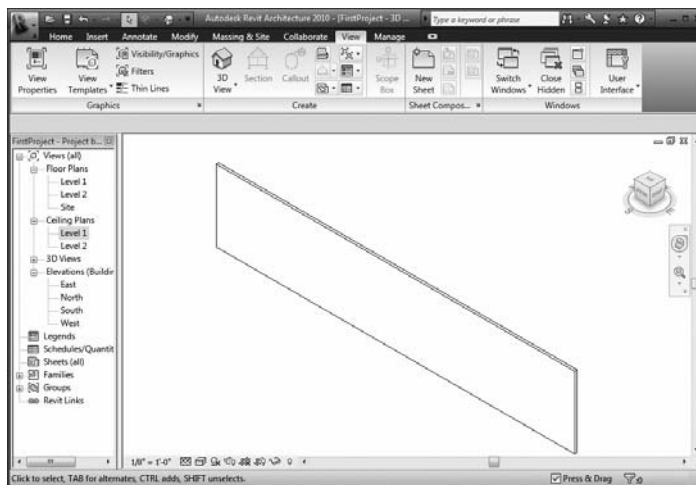 Autodesk Revit Architecture 2010 - [FirstProject - 3D ...
Type a keyword or phrase
Home Insert Annotate Modify Massing & Site Collaborate View Manage
View Properties
View Templates
Visibility/Graphics
Filters
Thin Lines
3D View
Section
Callout
Scope Box
New Sheet
Switch Windows
Close Hidden
User Interface
Graphics
Create
Sheet Compos...
Windows
FirstProject - Project b...
Views (all)
Floor Plans
Level 1
Level 2
Site
Ceiling Plans
Level 1
Level 2
3D Views
Elevations (Buildir
East
North
South
West
Legends
Schedules/Quantit
Sheets (all)
Families
Groups
Revit Links
1/8" = 1'-0"
Click to select, TAB for alternates, CTRL adds, SHIFT unselects.
Press & Drag
:0